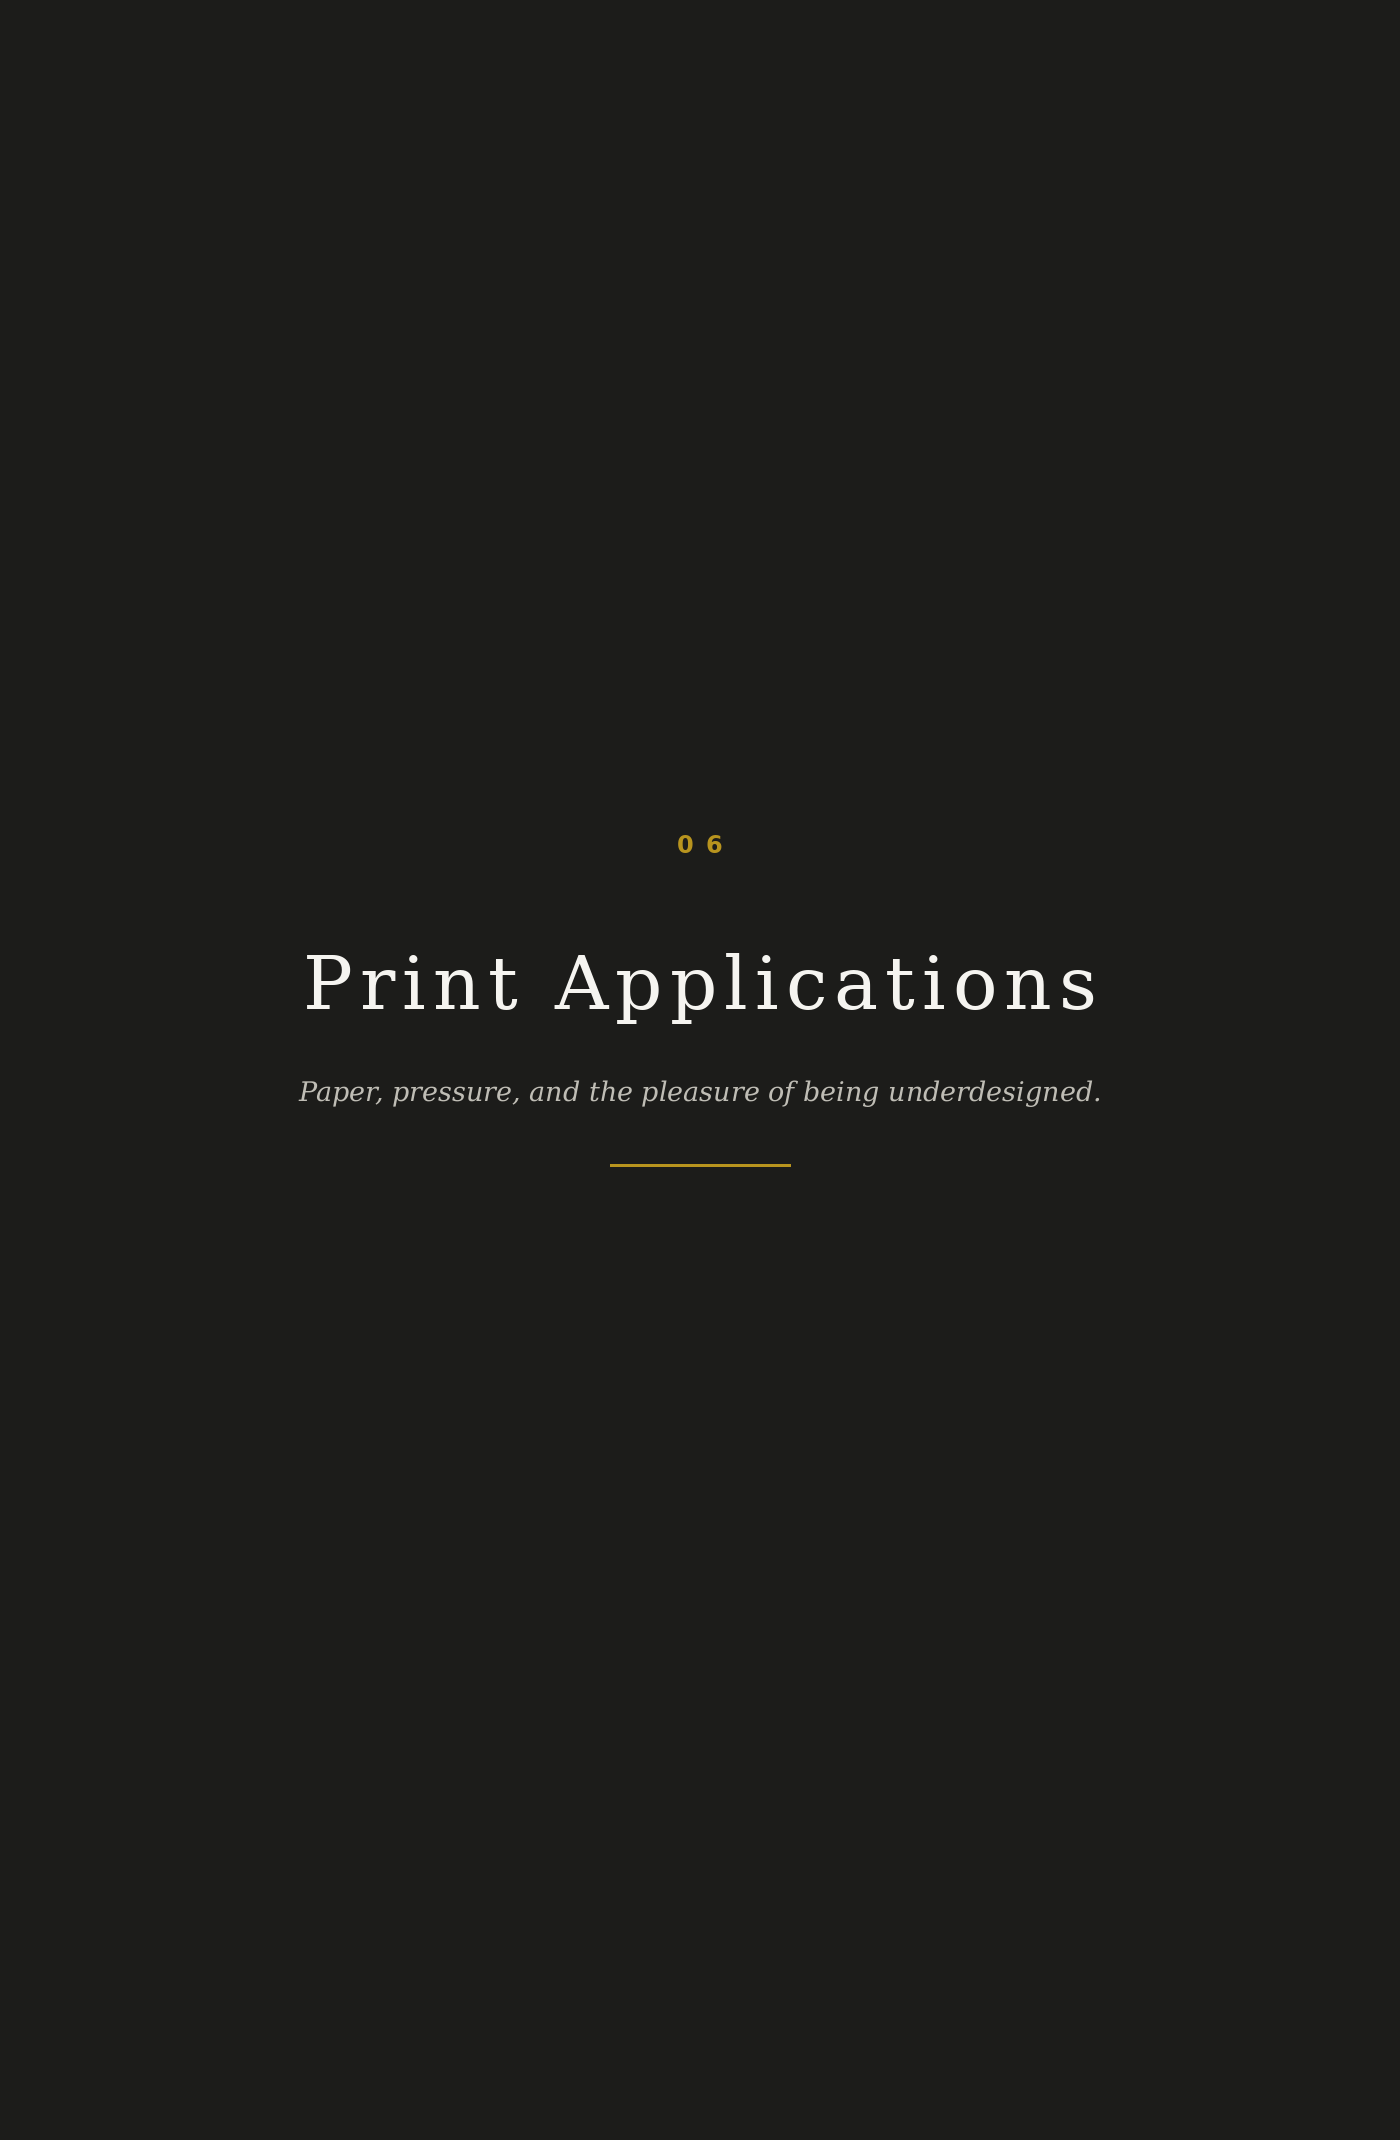 06
Print Applications
Paper, pressure, and the pleasure of being underdesigned.